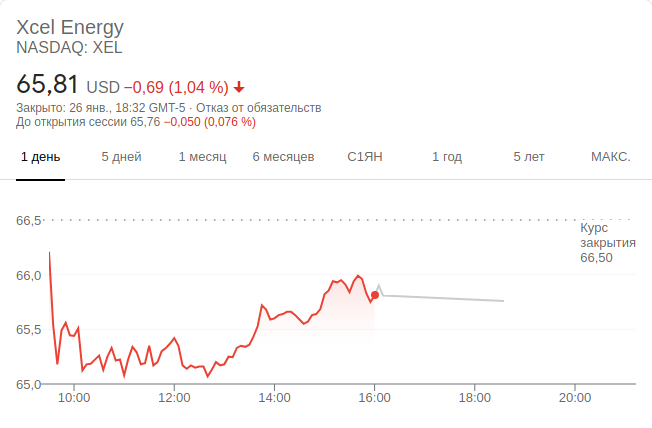 Xcel Energy
NASDAQ: XEL
65,81 USD −0,69 (1,04 %)
Закрыто: 26 янв., 18:32 GMT-5 · Отказ от обязательств
До открытия сессии 65,76 −0,050 (0,076 %)
1 день 5 дней 1 месяц 6 месяцев С1ЯН 1 год 5 лет МАКС.
66,5
Курс
закрытия
66,50
66,0
65,5
65,0
10:00 12:00 14:00 16:00 18:00 20:00